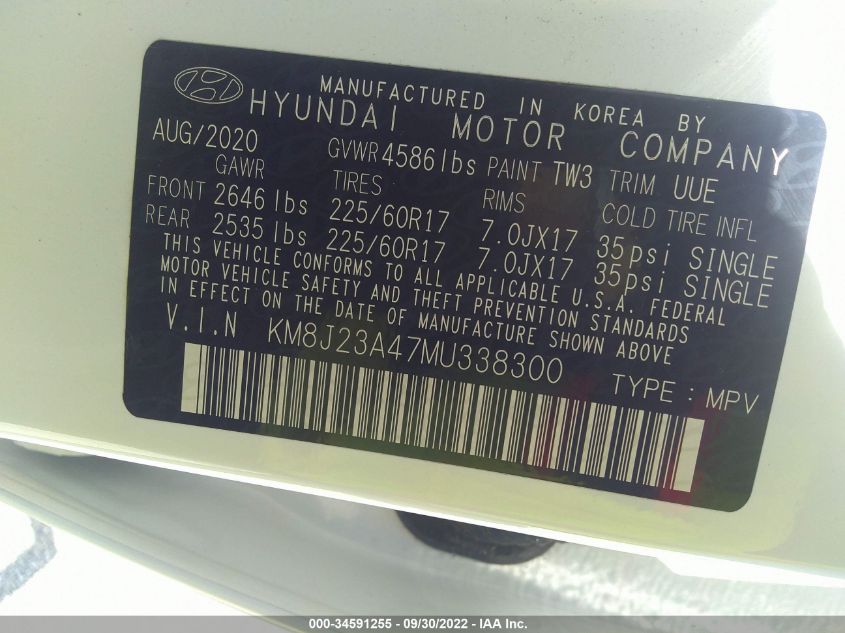 MANUFACTURED IN KOREA BY
HYUNDAI MOTOR COMPANY
AUG/2020 GVWR 4586 lbs PAINT TW3 TRIM UUE
GAWR TIRES RIMS COLD TIRE INFL
FRONT 2646 lbs 225/60R17 7.0JX17 35psi SINGLE
REAR 2535 lbs 225/60R17 7.0JX17 35psi SINGLE
THIS VEHICLE CONFORMS TO ALL APPLICABLE U.S.A. FEDERAL
MOTOR VEHICLE SAFETY AND THEFT PREVENTION STANDARDS
IN EFFECT ON THE DATE OF MANUFACTURE SHOWN ABOVE
V.I.N KM8J23A47MU338300
TYPE : MPV
000-34591255 - 09/30/2022 - IAA Inc.